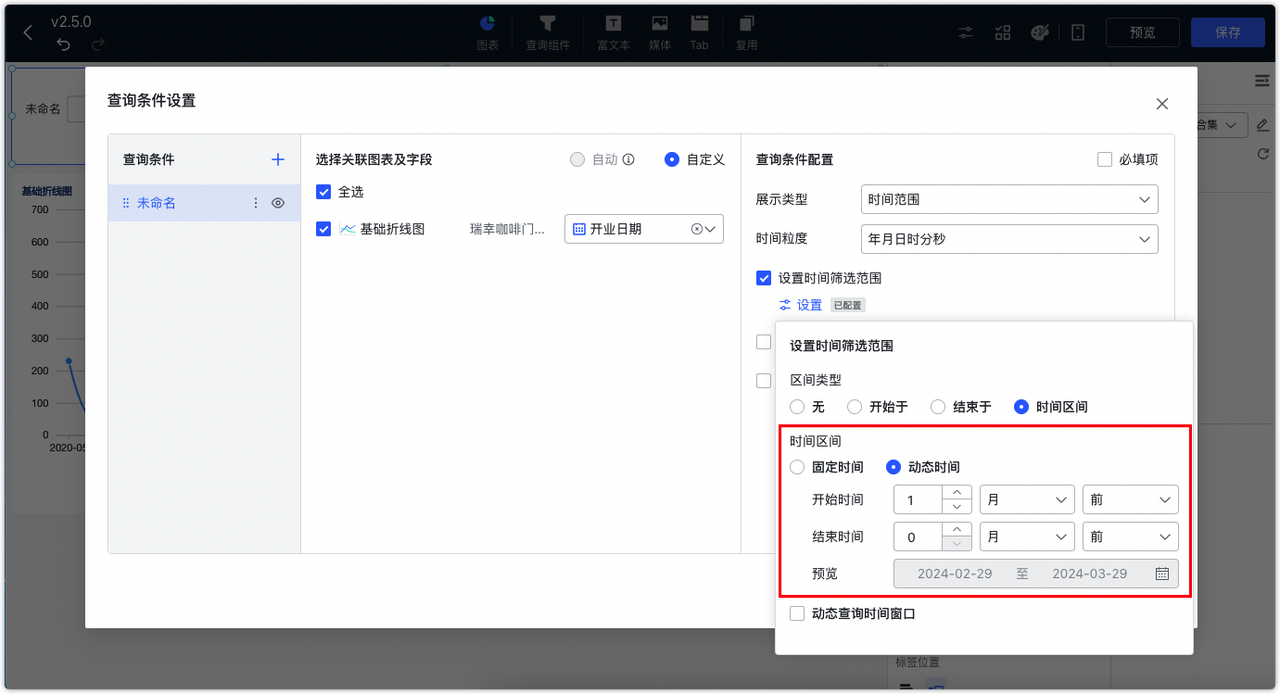 v2.5.0
图表
查询组件
富文本
媒体
Tab
复用
预览
保存
未命名
合集
基础折线图
700
600
500
400
300
200
100
0
查询条件设置
查询条件
未命名
选择关联图表及字段
自动
自定义
全选
基础折线图
瑞幸咖啡门...
开业日期
查询条件配置
必填项
展示类型
时间范围
时间粒度
年月日时分秒
设置时间筛选范围
设置
已配置
设置时间筛选范围
区间类型
无
开始于
结束于
时间区间
时间区间
固定时间
动态时间
开始时间
1
月
前
结束时间
0
月
前
预览
2024-02-29 至 2024-03-29
动态查询时间窗口
标签位置